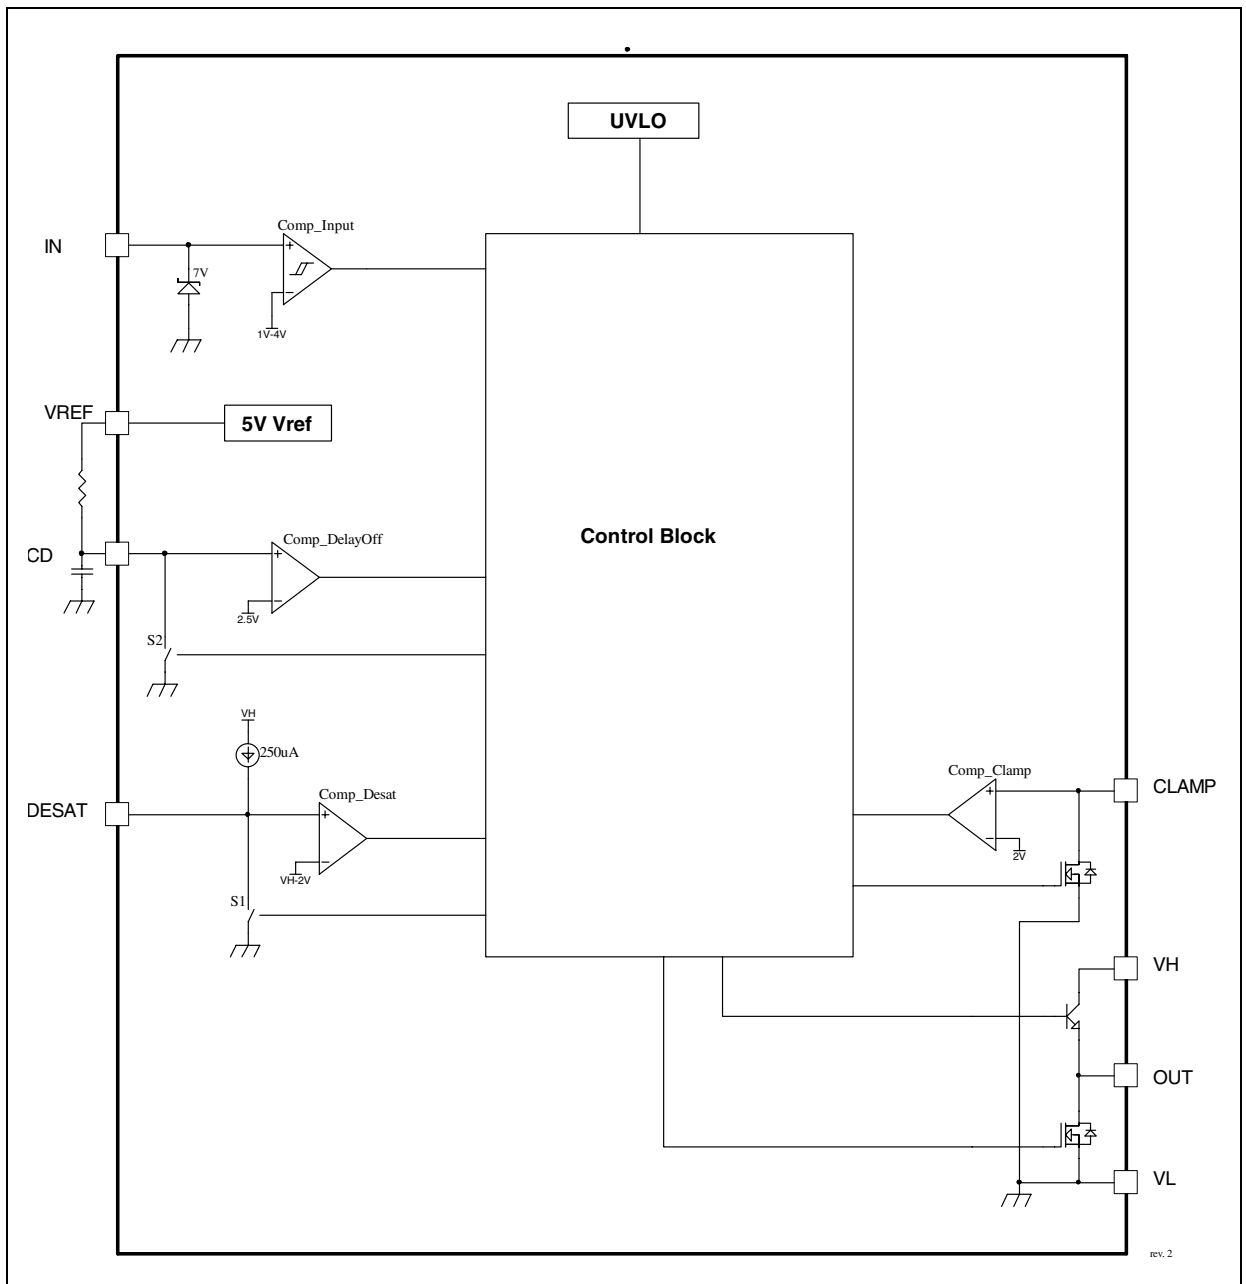 UVLO
Comp_Input
IN
+
7V
−
1V-4V
VREF
5V Vref
Control Block
CD
Comp_DelayOff
+
−
2.5V
S2
VH
250uA
DESAT
Comp_Desat
+
−
VH-2V
S1
Comp_Clamp
CLAMP
+
−
2V
VH
OUT
VL
rev. 2